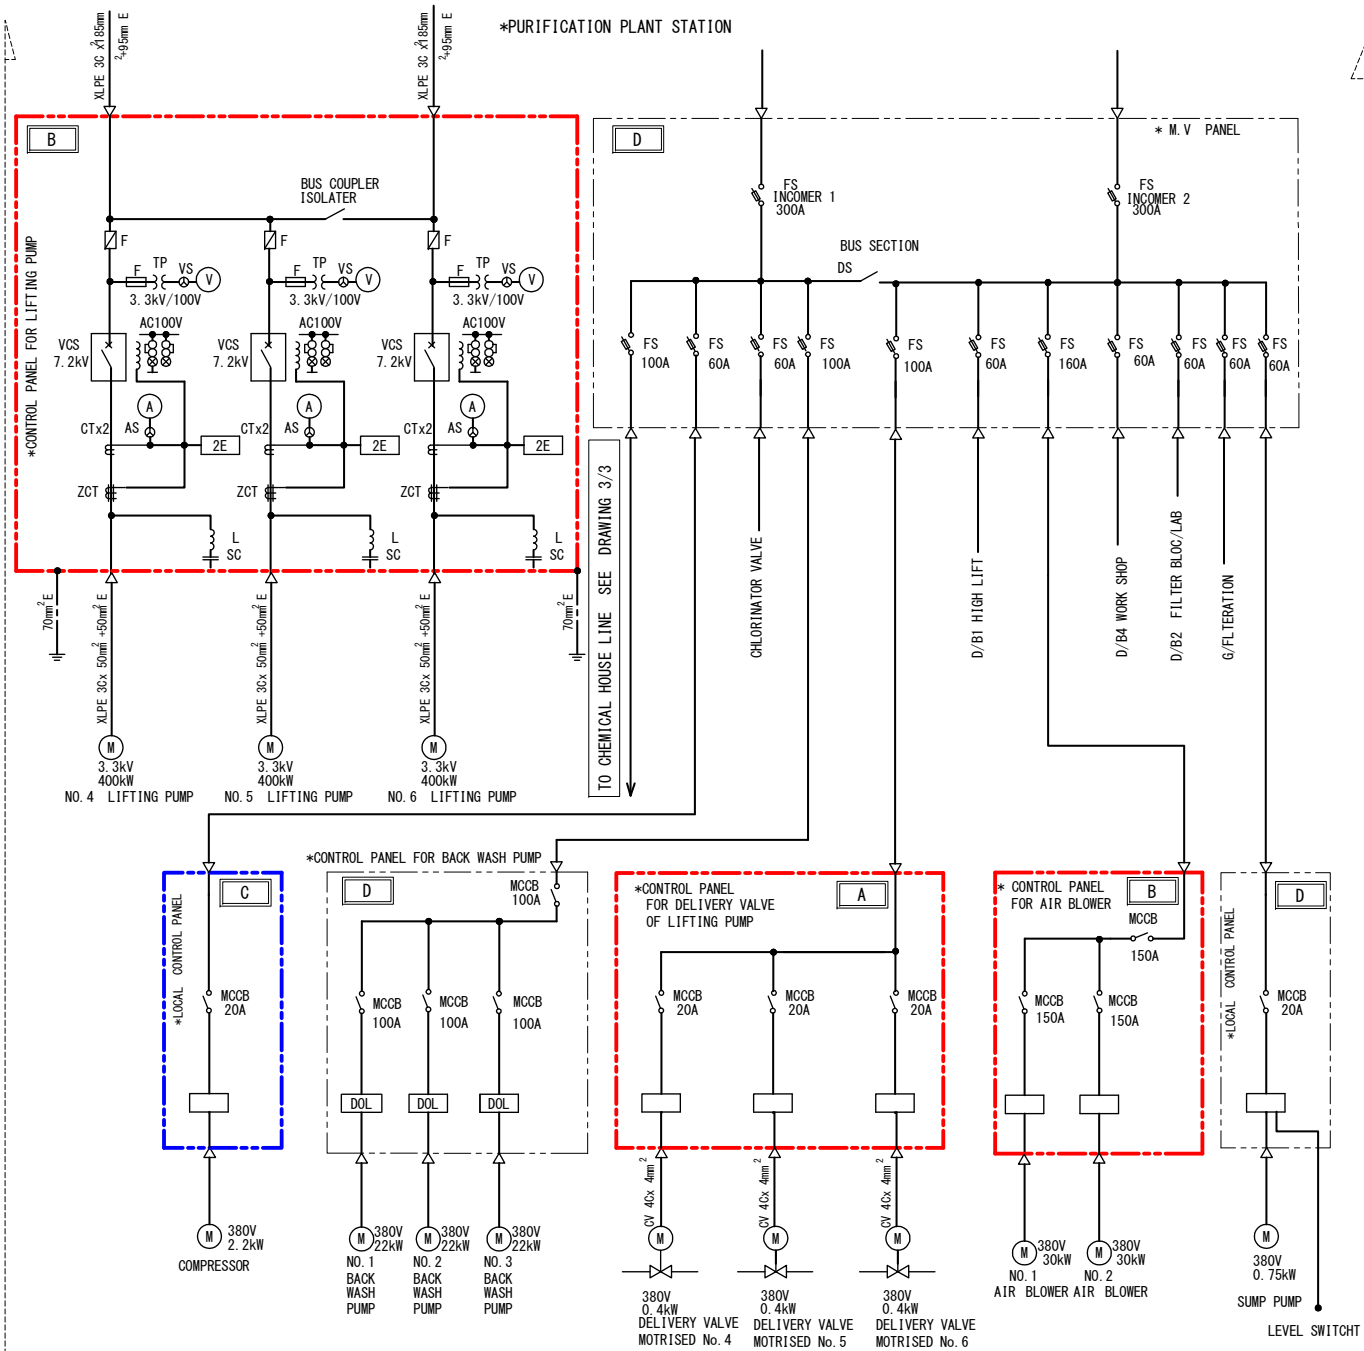 *PURIFICATION PLANT STATION
XLPE 3C x185mm²
+95mm² E
XLPE 3C x185mm²
+95mm² E
B
*CONTROL PANEL FOR LIFTING PUMP
BUS COUPLER
ISOLATER
F
F
F
F TP VS V
3.3kV/100V
F TP VS V
3.3kV/100V
F TP VS V
3.3kV/100V
AC100V
AC100V
AC100V
VCS
7.2kV
VCS
7.2kV
VCS
7.2kV
A
A
A
AS
AS
AS
CTx2
CTx2
2E
2E
2E
ZCT
ZCT
ZCT
L
SC
L
SC
L
SC
70mm² E
70mm² E
XLPE 3Cx 50mm² +50mm² E
XLPE 3Cx 50mm² +50mm² E
XLPE 3Cx 50mm² +50mm² E
M
3.3kV
400kW
NO.4 LIFTING PUMP
M
3.3kV
400kW
NO.5 LIFTING PUMP
M
3.3kV
400kW
NO.6 LIFTING PUMP
D
* M.V PANEL
FS
INCOMER 1
300A
FS
INCOMER 2
300A
BUS SECTION
DS
FS
100A
FS
60A
FS
60A
FS
100A
FS
100A
FS
60A
FS
160A
FS
60A
FS
60A
FS
60A
FS
60A
TO CHEMICAL HOUSE LINE SEE DRAWING 3/3
CHLORINATOR VALVE
D/B1 HIGH LIFT
D/B4 WORK SHOP
D/B2 FILTER BLOC/LAB
G/FLTERATION
C
*LOCAL CONTROL PANEL
MCCB
20A
M
380V
2.2kW
COMPRESSOR
*CONTROL PANEL FOR BACK WASH PUMP
D
MCCB
100A
MCCB
100A
MCCB
100A
MCCB
100A
DOL
DOL
DOL
M
380V
22kW
NO.1
BACK
WASH
PUMP
M
380V
22kW
NO.2
BACK
WASH
PUMP
M
380V
22kW
NO.3
BACK
WASH
PUMP
*CONTROL PANEL
FOR DELIVERY VALVE
OF LIFTING PUMP
A
MCCB
20A
MCCB
20A
MCCB
20A
CV 4Cx 4mm²
CV 4Cx 4mm²
CV 4Cx 4mm²
M
380V
0.4kW
DELIVERY VALVE
MOTRISED No.4
M
380V
0.4kW
DELIVERY VALVE
MOTRISED No.5
M
380V
0.4kW
DELIVERY VALVE
MOTRISED No.6
* CONTROL PANEL
FOR AIR BLOWER
B
MCCB
150A
MCCB
150A
MCCB
150A
M
380V
30kW
NO.1
AIR BLOWER
M
380V
30kW
NO.2
AIR BLOWER
D
*LOCAL CONTROL PANEL
MCCB
20A
M
380V
0.75kW
SUMP PUMP
LEVEL SWITCHT